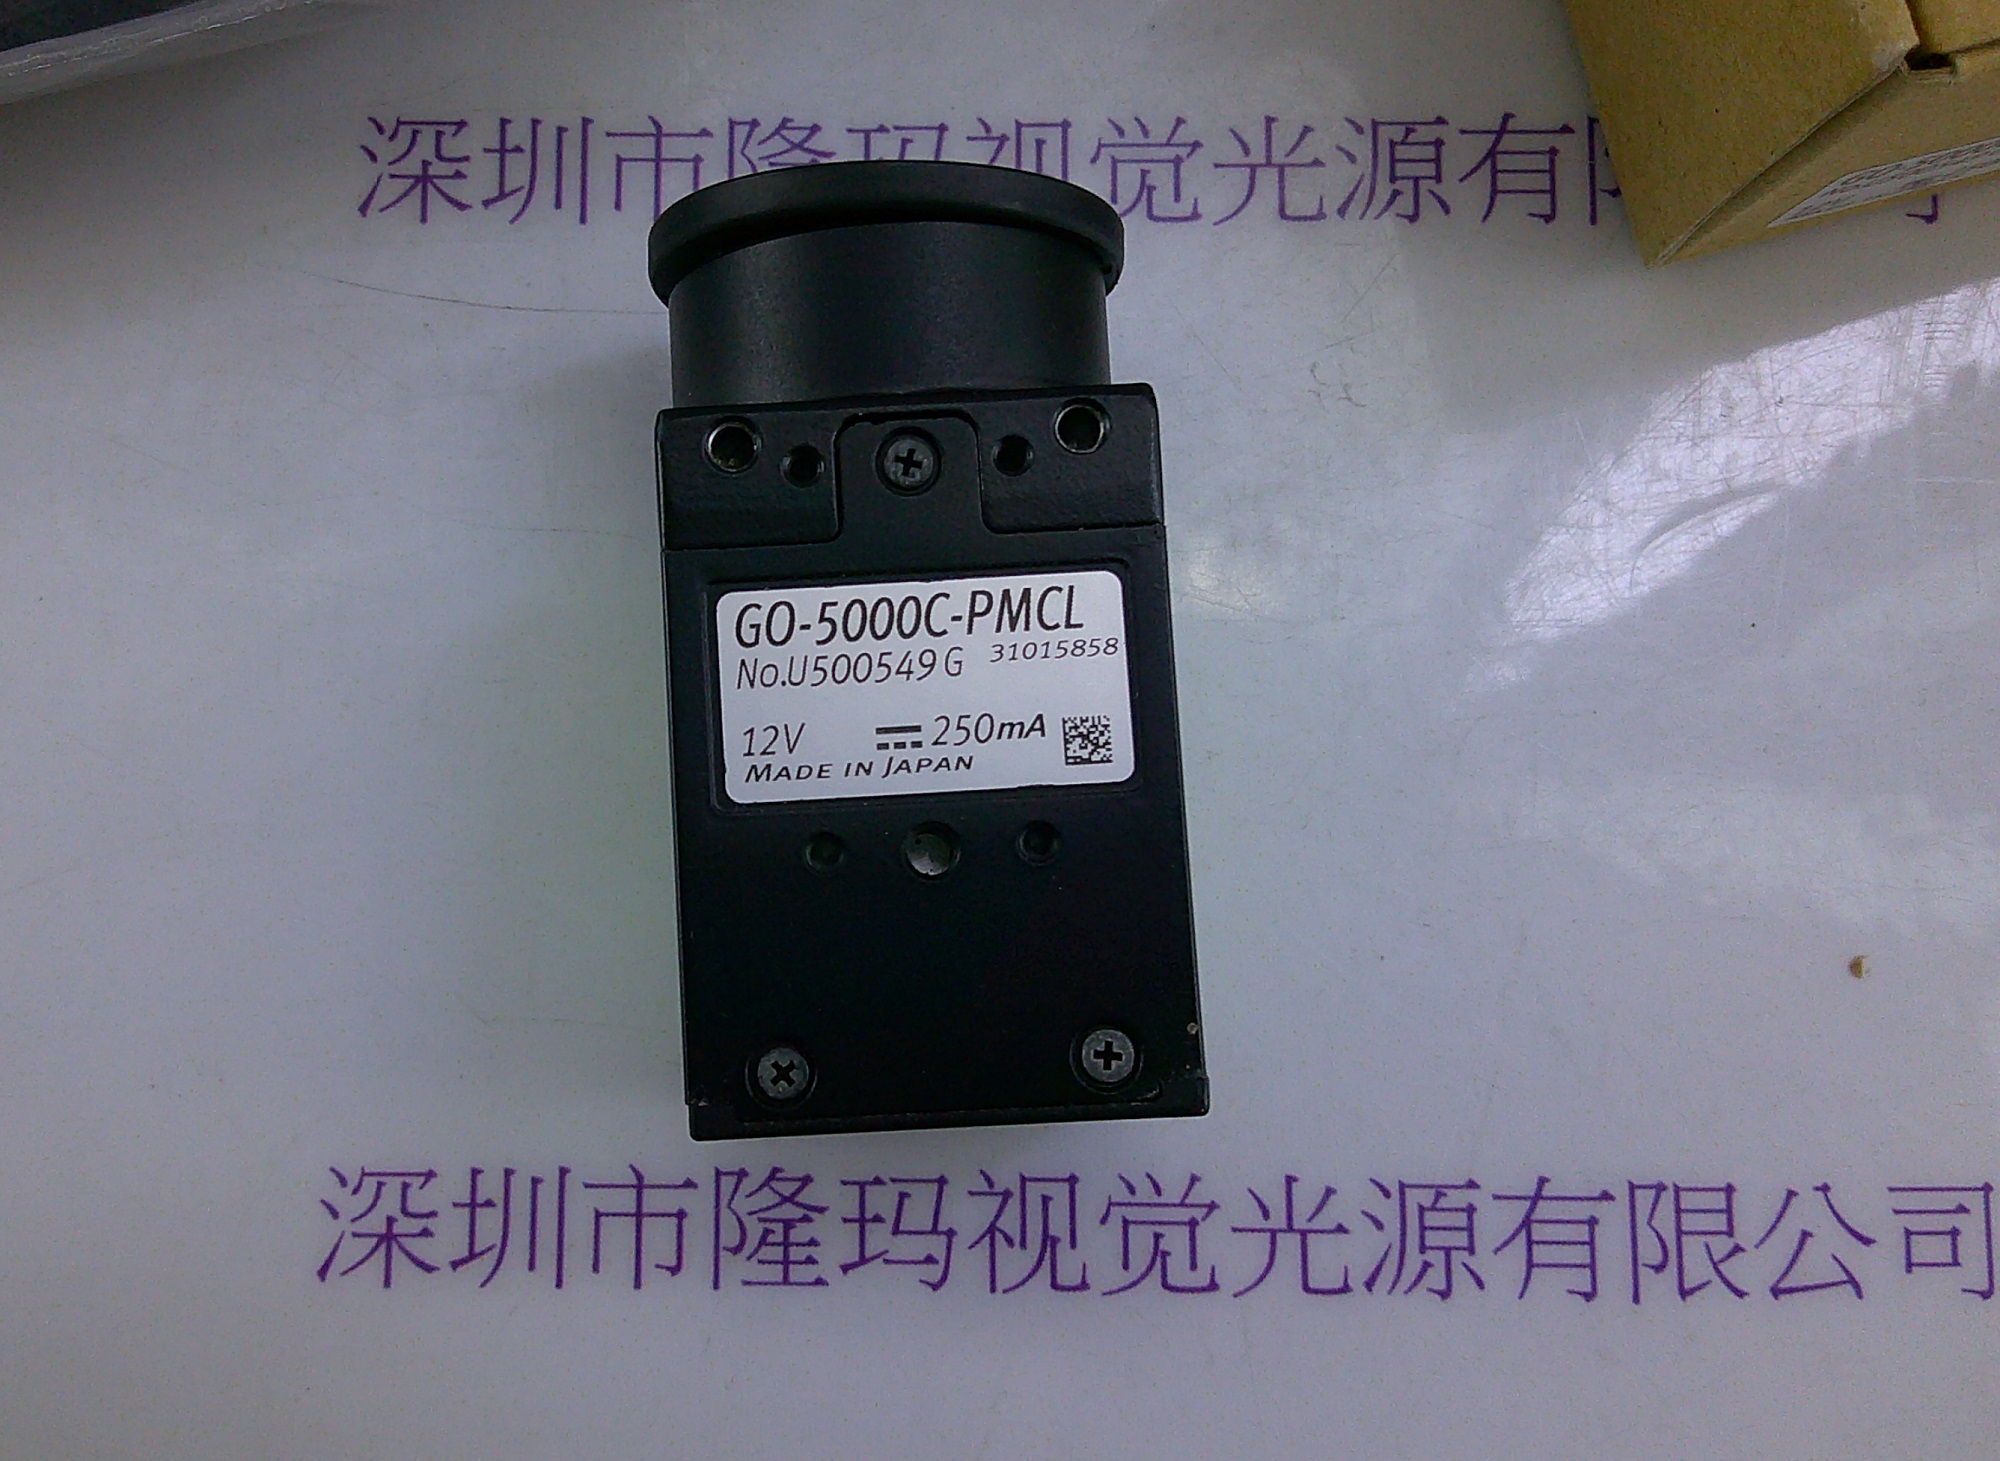 深圳市隆玛视觉光源有
GO-5000C-PMCL
No.U500549G 31015858
12V ⎓ 250mA
MADE IN JAPAN
深圳市隆玛视觉光源有限公司